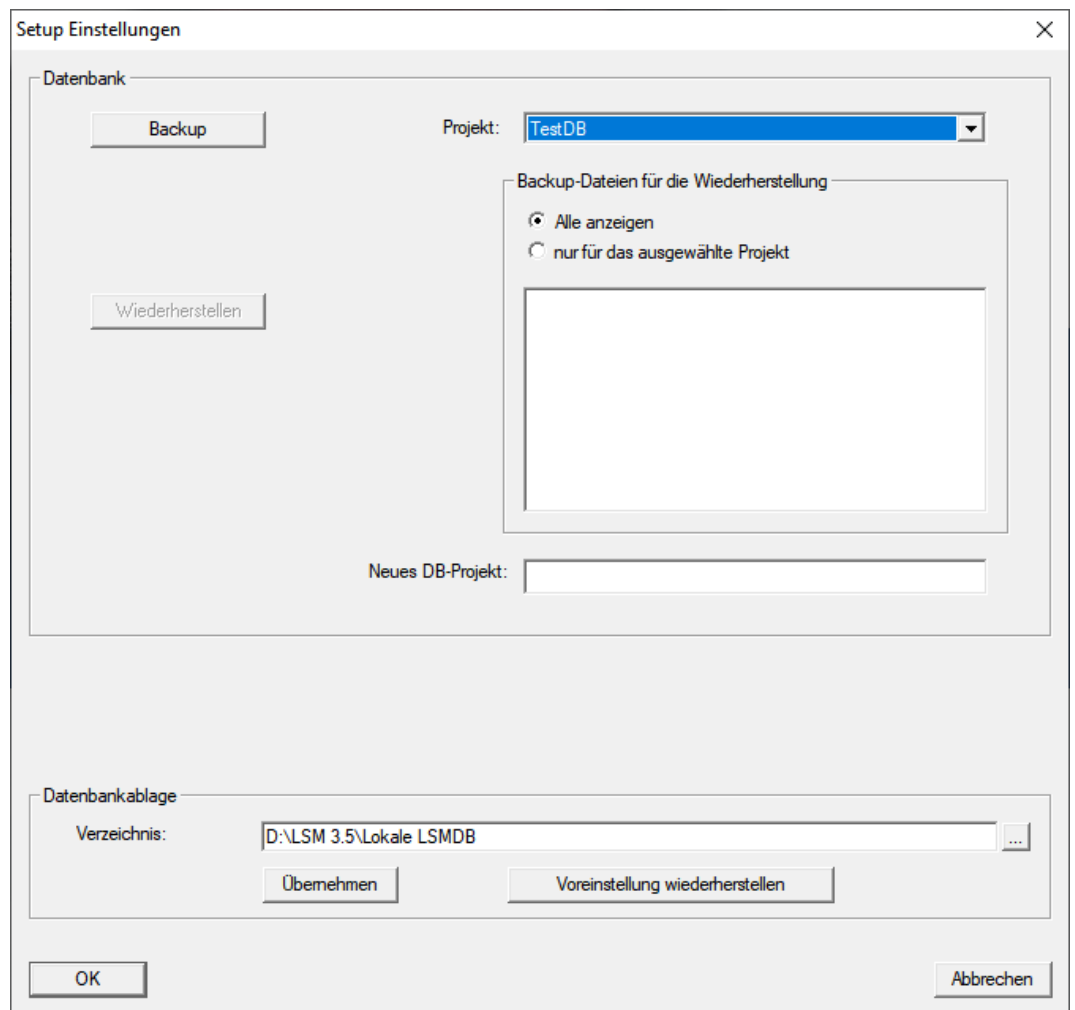 Setup Einstellungen
Datenbank
Backup
Projekt:
TestDB
Backup-Dateien für die Wiederherstellung
Alle anzeigen
nur für das ausgewählte Projekt
Wiederherstellen
Neues DB-Projekt:
Datenbankablage
Verzeichnis:
D:\LSM 3.5\Lokale LSMDB
...
Übernehmen
Voreinstellung wiederherstellen
OK
Abbrechen